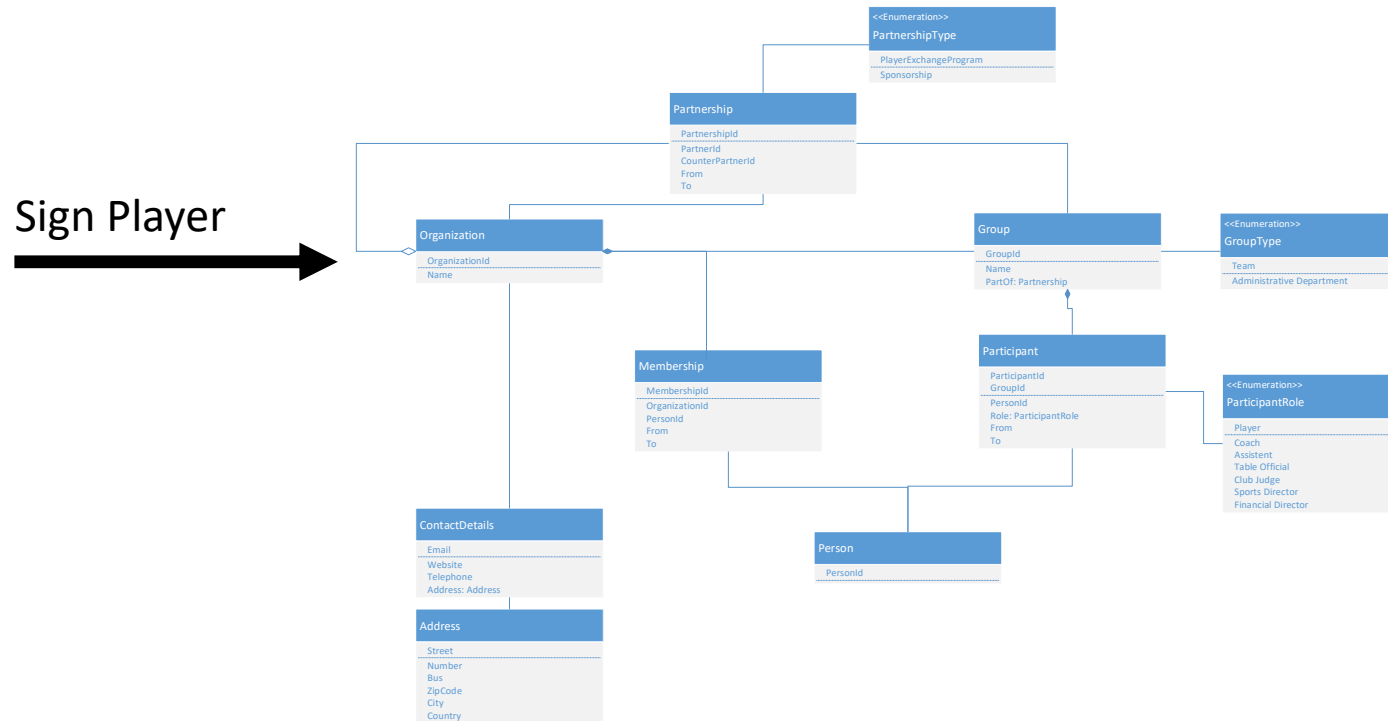 <<Enumeration>>
PartnershipType
PlayerExchangeProgram
Sponsorship
Partnership
PartnershipId
PartnerId
CounterPartnerId
From
To
Sign Player
Organization
OrganizationId
Name
Group
GroupId
Name
PartOf: Partnership
<<Enumeration>>
GroupType
Team
Administrative Department
Membership
MembershipId
OrganizationId
PersonId
From
To
Participant
ParticipantId
GroupId
PersonId
Role: ParticipantRole
From
To
<<Enumeration>>
ParticipantRole
Player
Coach
Assistent
Table Official
Club Judge
Sports Director
Financial Director
ContactDetails
Email
Website
Telephone
Address: Address
Person
PersonId
Address
Street
Number
Bus
ZipCode
City
Country